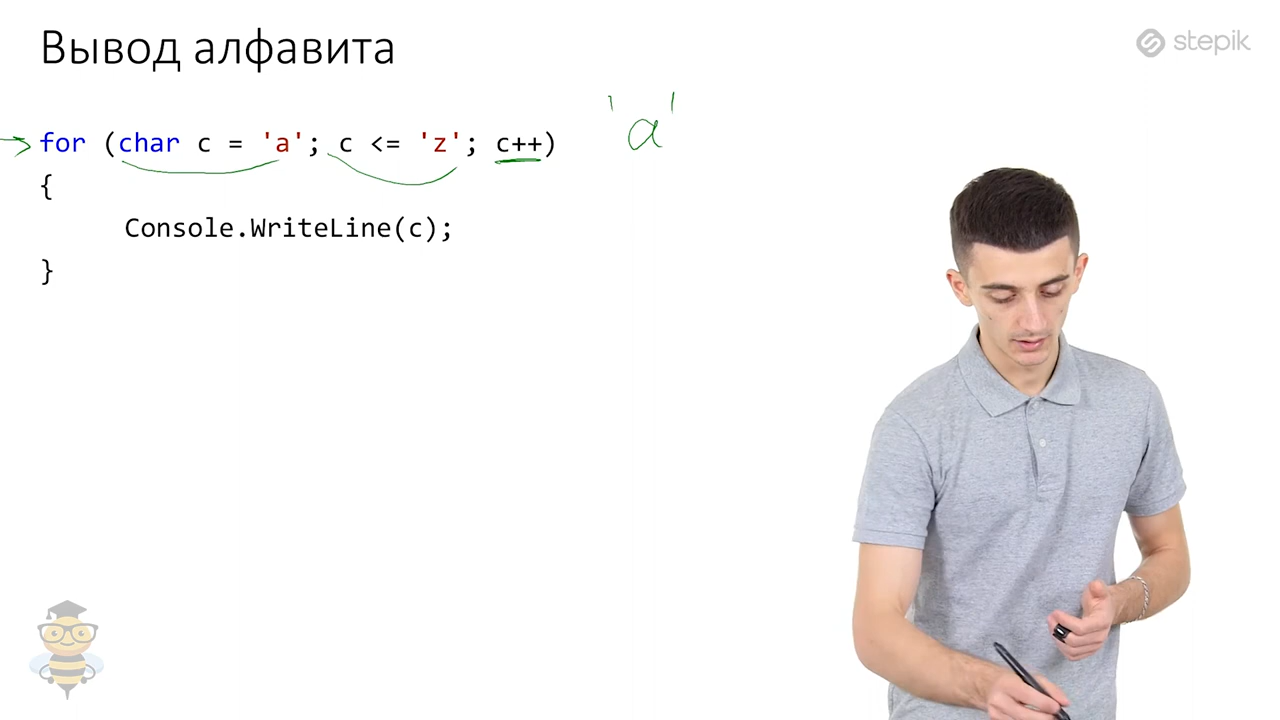 Вывод алфавита
stepik
for (char c = 'a'; c <= 'z'; c++)
'a'
{
Console.WriteLine(c);
}